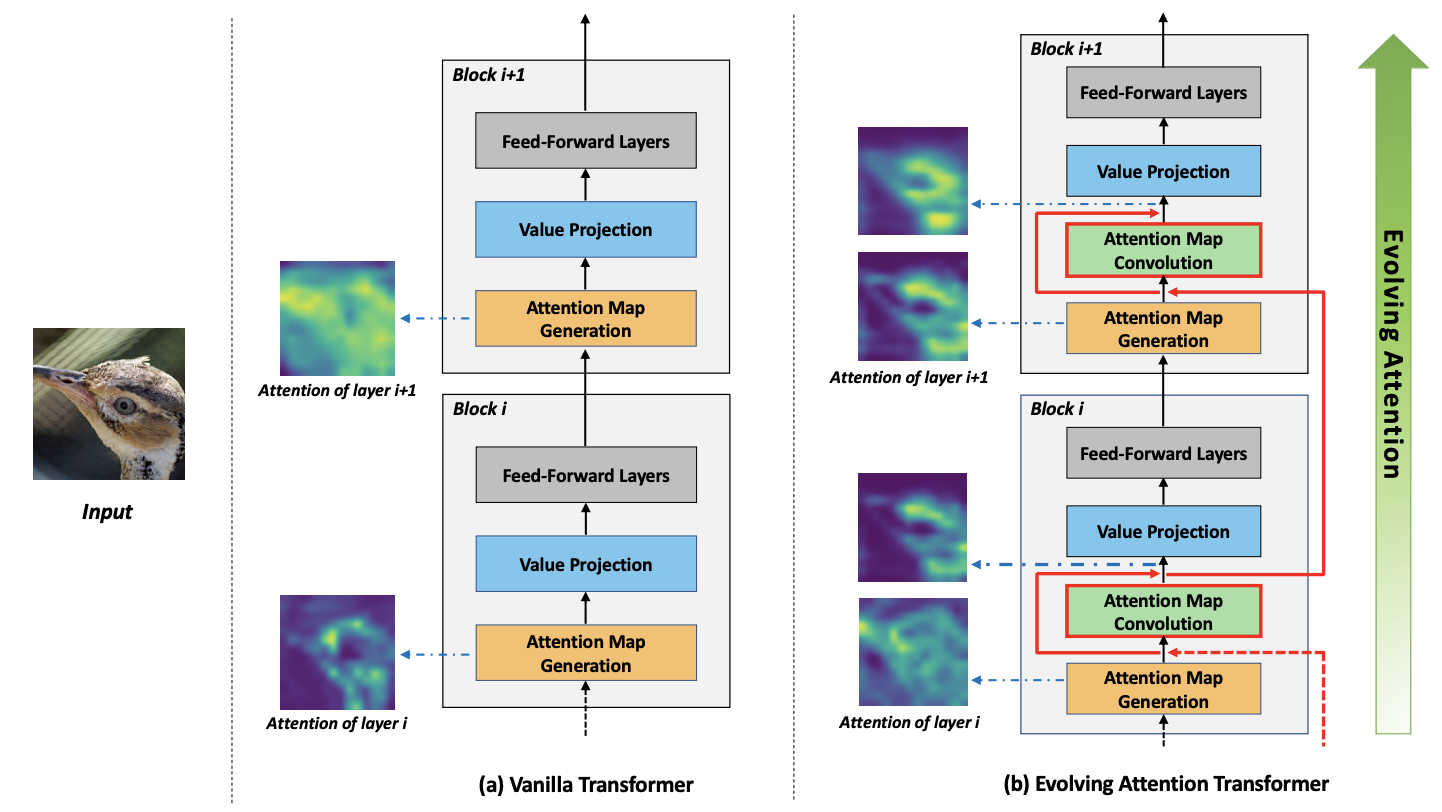 Input
Block i+1
Feed-Forward Layers
Value Projection
Attention Map
Generation
Attention of layer i+1
Block i
Feed-Forward Layers
Value Projection
Attention Map
Generation
Attention of layer i
(a) Vanilla Transformer
Block i+1
Feed-Forward Layers
Value Projection
Attention Map
Convolution
Attention Map
Generation
Attention of layer i+1
Block i
Feed-Forward Layers
Value Projection
Attention Map
Convolution
Attention Map
Generation
Attention of layer i
(b) Evolving Attention Transformer
Evolving Attention